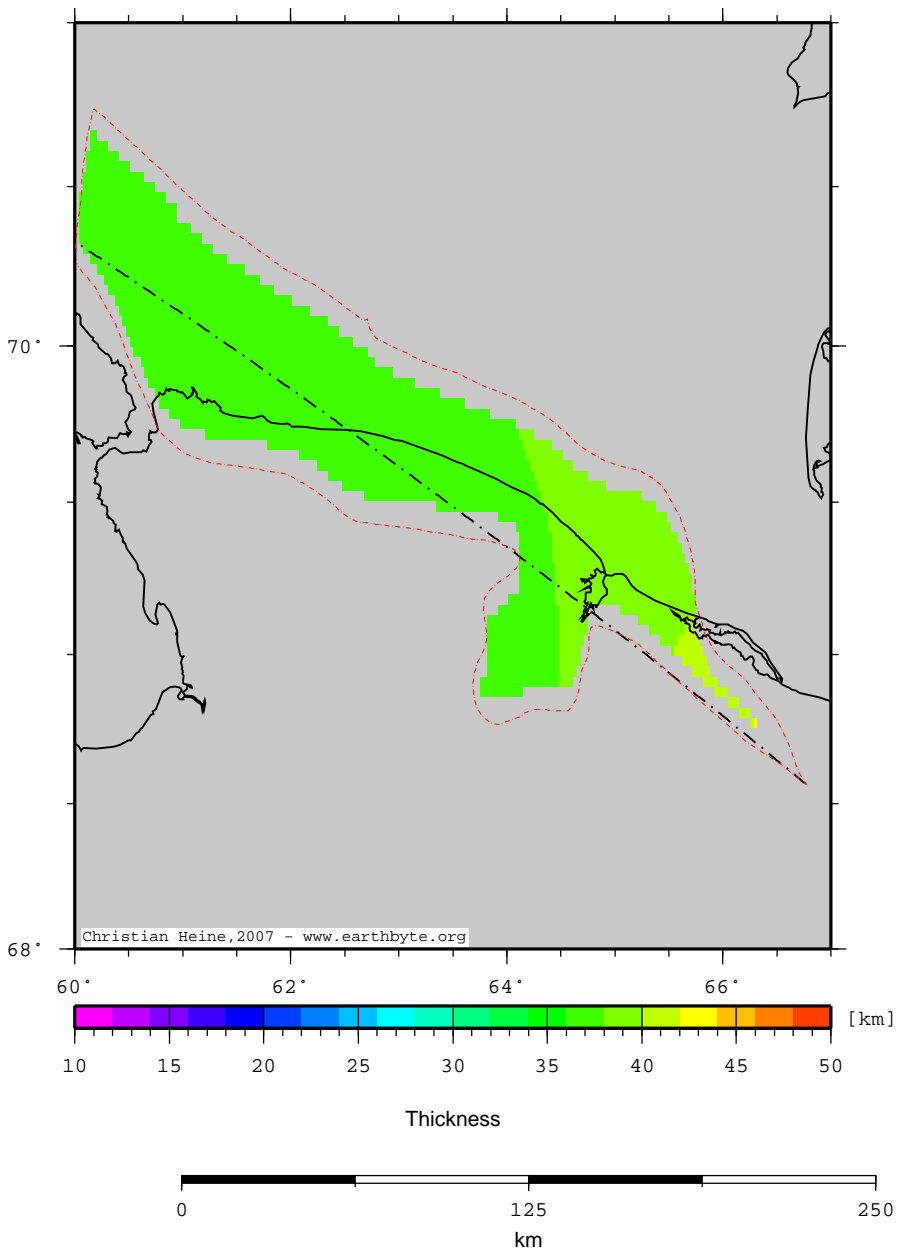 70°
68°
Christian Heine,2007 - www.earthbyte.org
60° 62° 64° 66°
[km]
10 15 20 25 30 35 40 45 50
Thickness
0 125 250
km